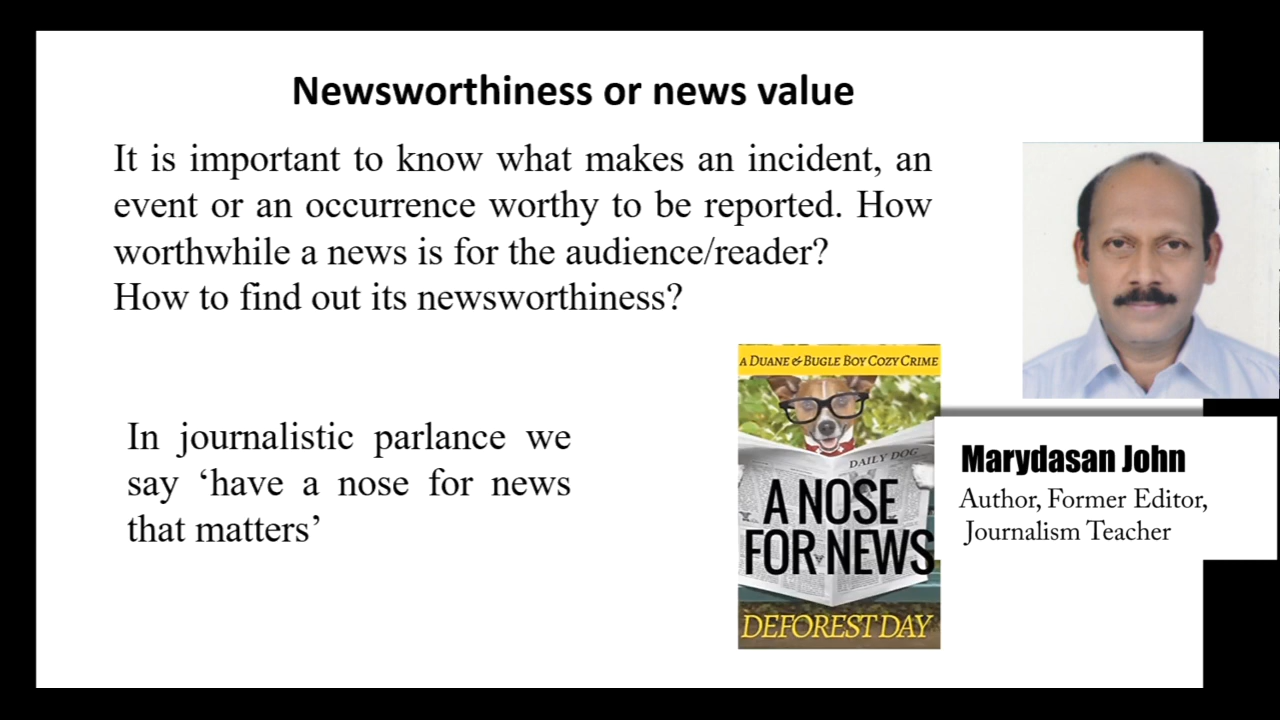 Newsworthiness or news value
It is important to know what makes an incident, an
event or an occurrence worthy to be reported. How
worthwhile a news is for the audience/reader?
How to find out its newsworthiness?
In journalistic parlance we
say ‘have a nose for news
that matters’
A DUANE & BUGLE BOY COZY CRIME
DAILY DOG
A NOSE
FOR NEWS
DEFOREST DAY
Marydasan John
Author, Former Editor,
Journalism Teacher